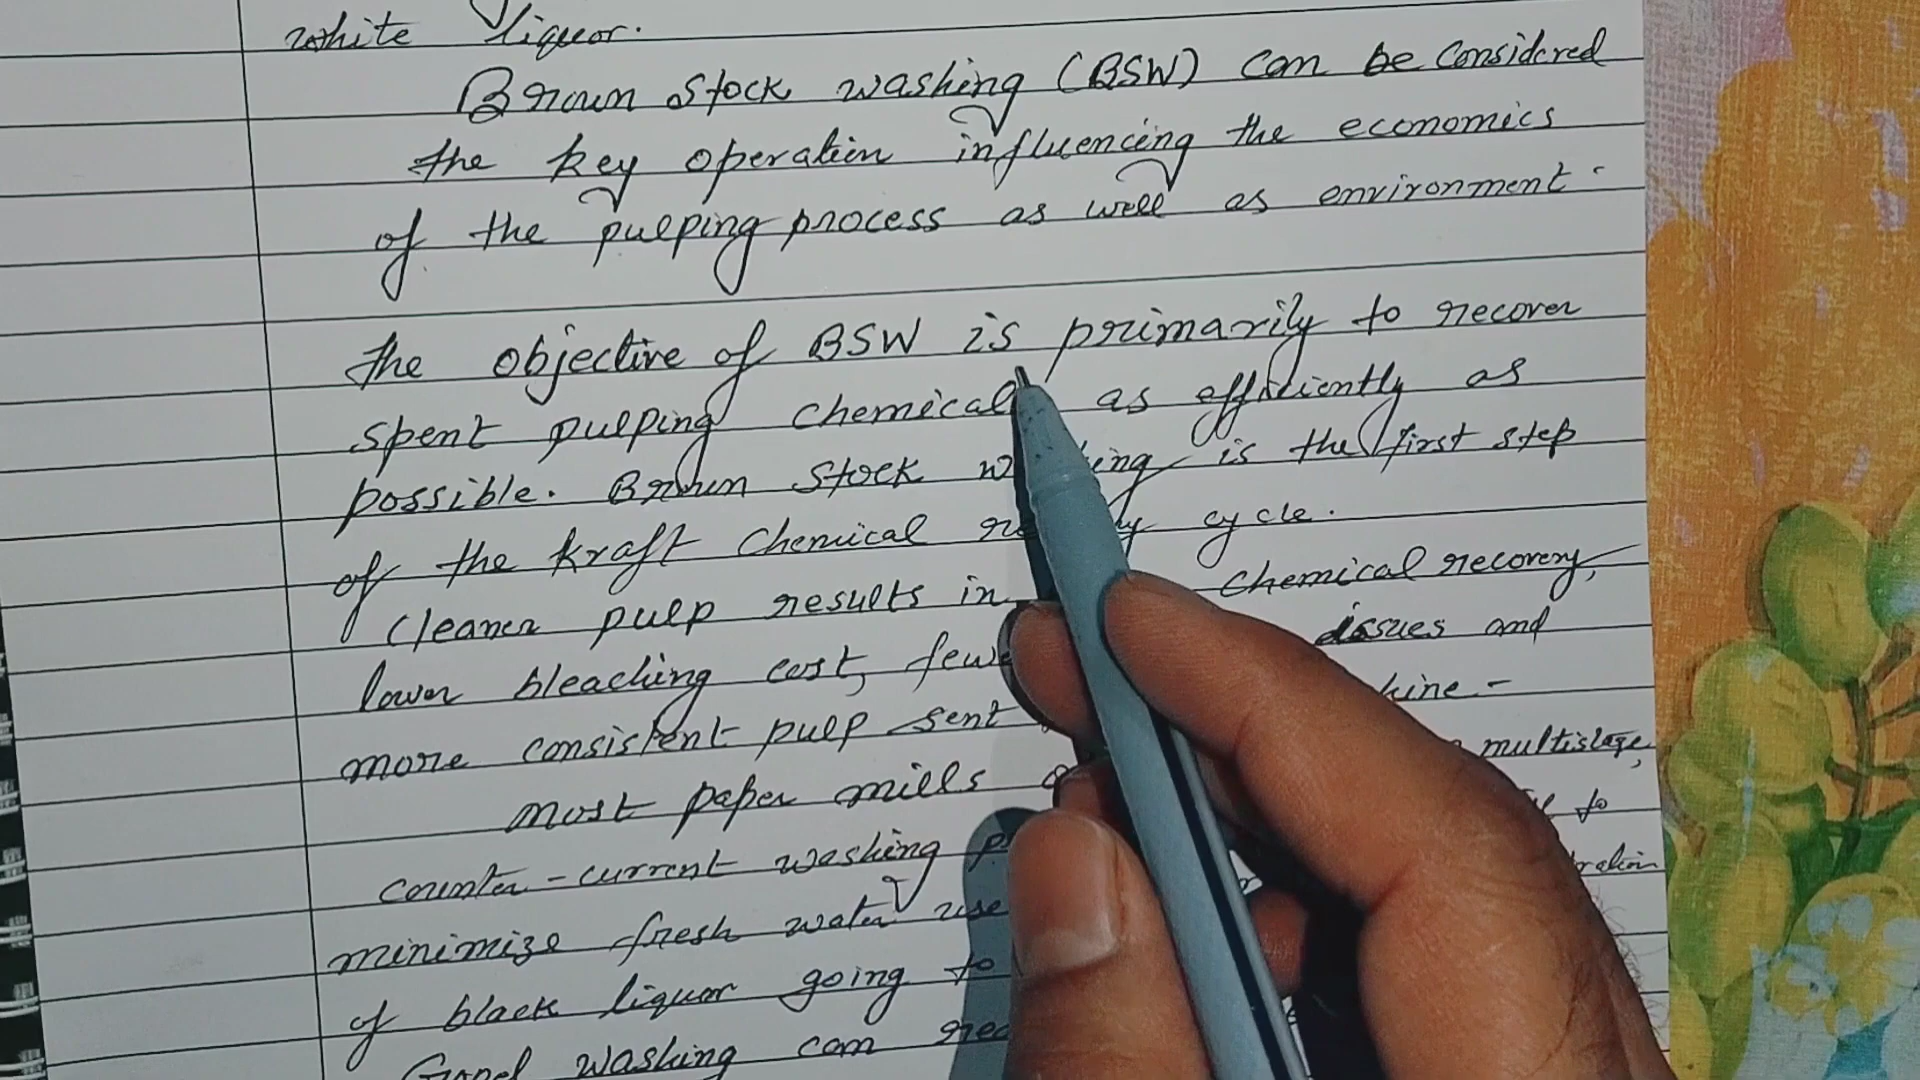 white liquor.
Brown Stock washing (BSW) can be considered
the key operation influencing the economics
of the pulping process as well as environment.
the objective of BSW is primarily to recover
spent pulping chemical as efficiently as
possible. Brown Stock is the first step
of the kraft chemical cycle.
Cleaner pulp results in chemical recovery,
lower bleaching cost, issues and
more consistent pulp sent
most paper mills multistage,
counter-current washing to
minimize fresh water use
of black liquor going to
Good washing can